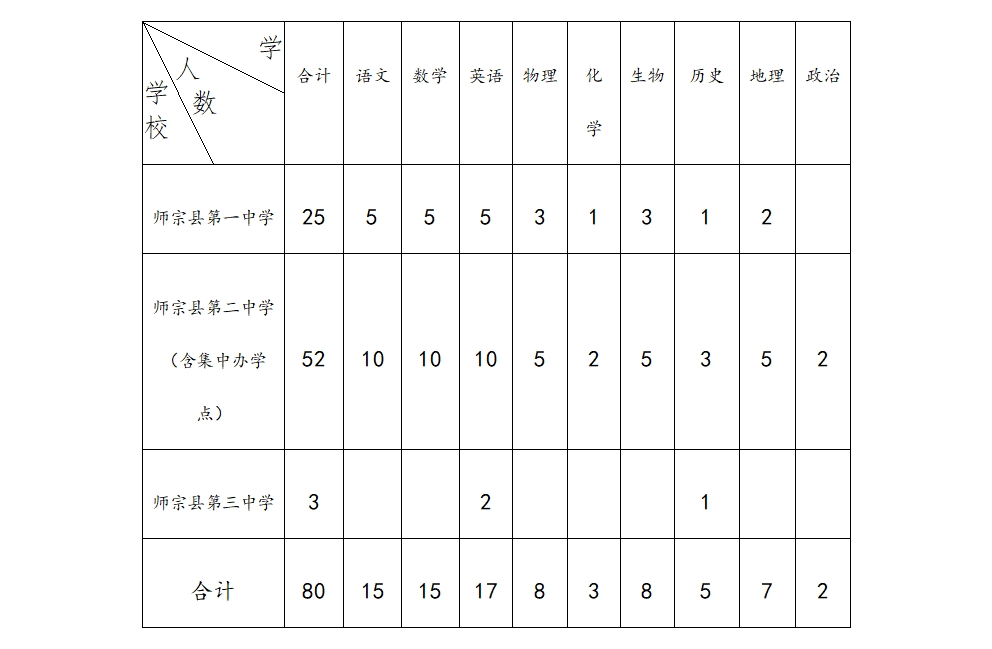 学
人
数
学
校
合计 语文 数学 英语 物理 化 生物 历史 地理 政治
学
师宗县第一中学 25 5 5 5 3 1 3 1 2
师宗县第二中学
（含集中办学 52 10 10 10 5 2 5 3 5 2
点）
师宗县第三中学 3 2 1
合计 80 15 15 17 8 3 8 5 7 2